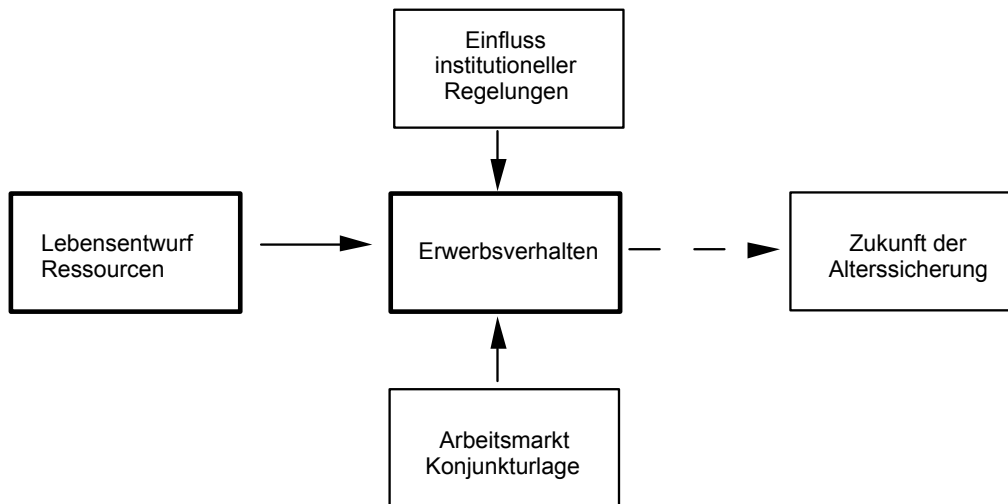 Einfluss
institutioneller
Regelungen
Lebensentwurf
Ressourcen
Erwerbsverhalten
Zukunft der
Alterssicherung
Arbeitsmarkt
Konjunkturlage